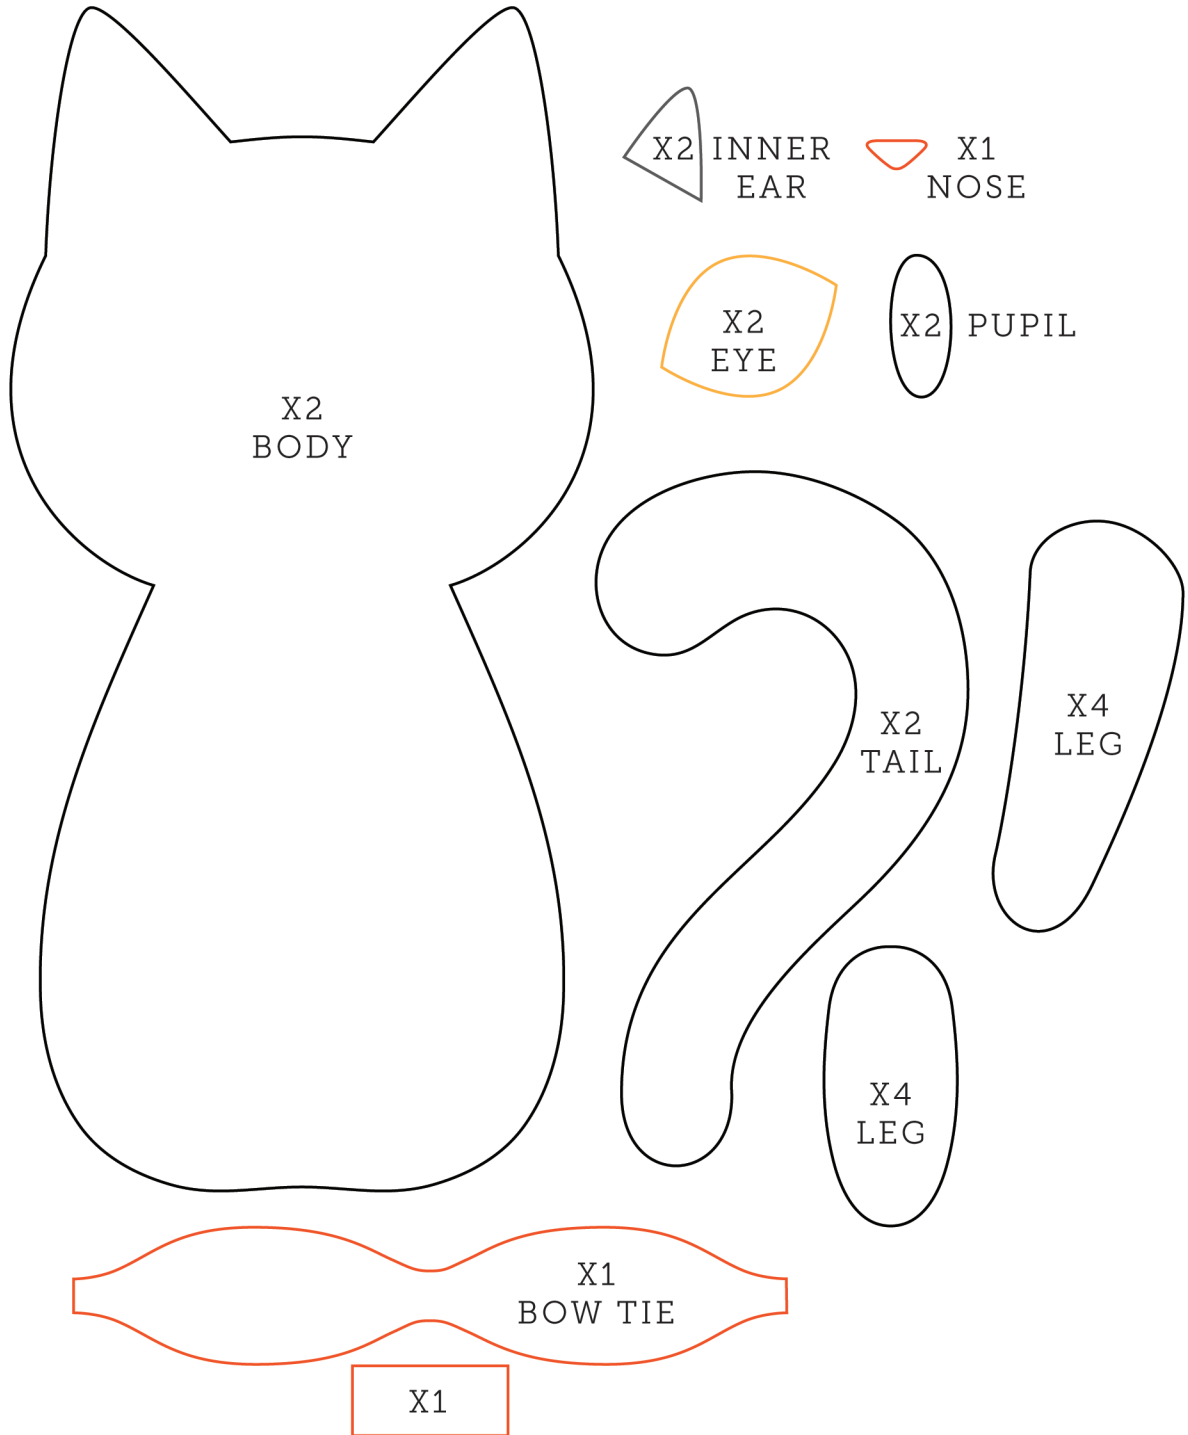 X2 INNER
EAR
X1
NOSE
X2
EYE
X2 PUPIL
X2
BODY
X2
TAIL
X4
LEG
X4
LEG
X1
BOW TIE
X1